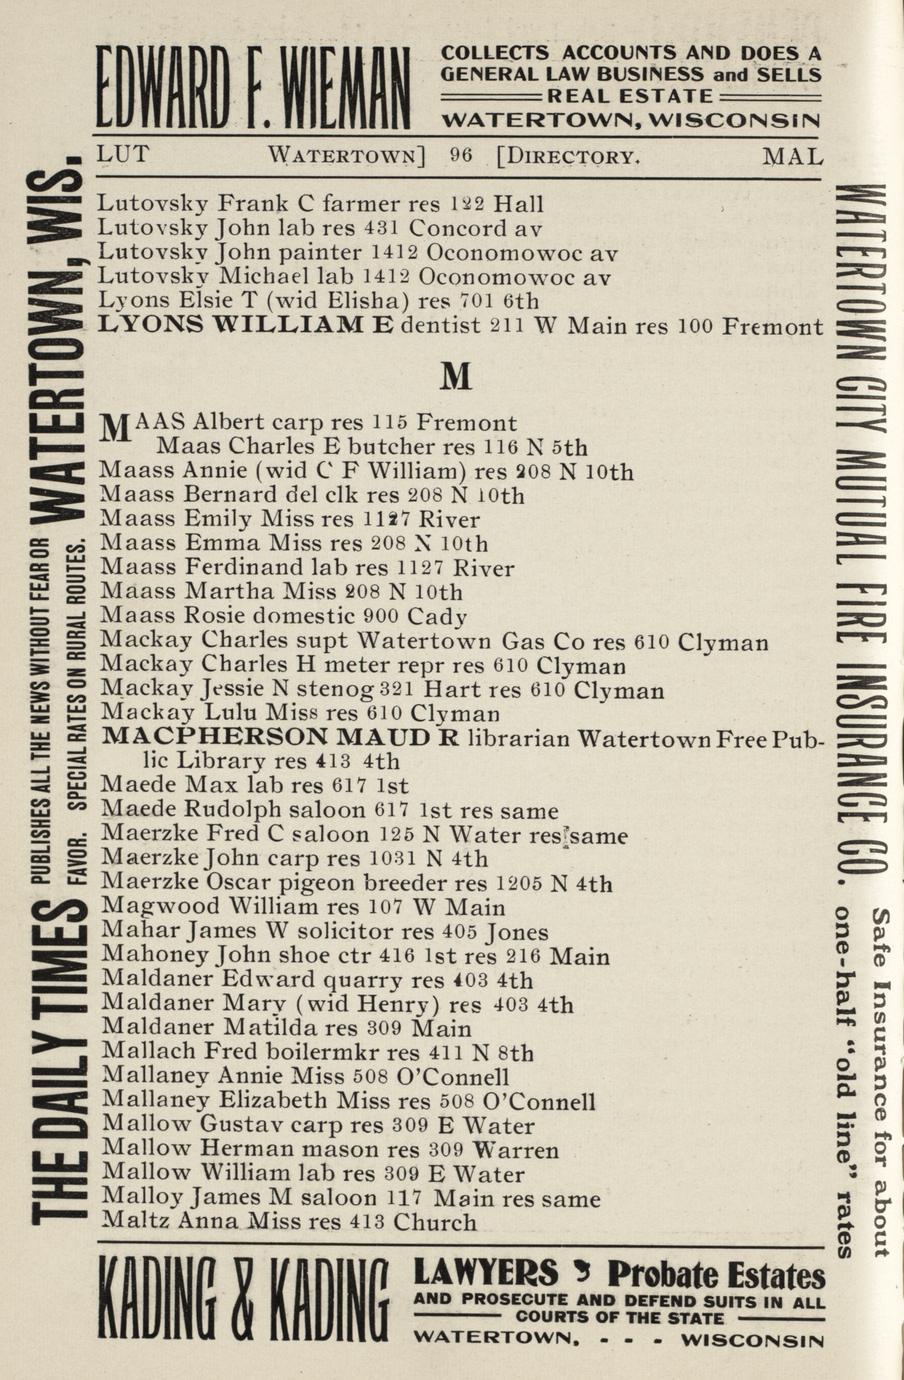 EDWARD F. WIEMAN
COLLECTS ACCOUNTS AND DOES A
GENERAL LAW BUSINESS and SELLS
REAL ESTATE
WATERTOWN, WISCONSIN
LUT WATERTOWN] 96 [DIRECTORY. MAL
Lutovsky Frank C farmer res 122 Hall
Lutovsky John lab res 431 Concord av
Lutovsky John painter 1412 Oconomowoc av
Lutovsky Michael lab 1412 Oconomowoc av
Lyons Elsie T (wid Elisha) res 701 6th
LYONS WILLIAM E dentist 211 W Main res 100 Fremont
M
MAAS Albert carp res 115 Fremont
Maas Charles E butcher res 116 N 5th
Maass Annie (wid C F William) res 208 N 10th
Maass Bernard del clk res 208 N 10th
Maass Emily Miss res 1127 River
Maass Emma Miss res 208 N 10th
Maass Ferdinand lab res 1127 River
Maass Martha Miss 208 N 10th
Maass Rosie domestic 900 Cady
Mackay Charles supt Watertown Gas Co res 610 Clyman
Mackay Charles H meter repr res 610 Clyman
Mackay Jessie N stenog 321 Hart res 610 Clyman
Mackay Lulu Miss res 610 Clyman
MACPHERSON MAUD R librarian Watertown Free Pub-
lic Library res 413 4th
Maede Max lab res 617 1st
Maede Rudolph saloon 617 1st res same
Maerzke Fred C saloon 125 N Water res same
Maerzke John carp res 1031 N 4th
Maerzke Oscar pigeon breeder res 1205 N 4th
Magwood William res 107 W Main
Mahar James W solicitor res 405 Jones
Mahoney John shoe ctr 416 1st res 216 Main
Maldaner Edward quarry res 403 4th
Maldaner Mary (wid Henry) res 403 4th
Maldaner Matilda res 309 Main
Mallach Fred boilermkr res 411 N 8th
Mallaney Annie Miss 508 O'Connell
Mallaney Elizabeth Miss res 508 O'Connell
Mallow Gustav carp res 309 E Water
Mallow Herman mason res 309 Warren
Mallow William lab res 309 E Water
Malloy James M saloon 117 Main res same
Maltz Anna Miss res 413 Church
KADING & KADING
LAWYERS , Probate Estates
AND PROSECUTE AND DEFEND SUITS IN ALL
COURTS OF THE STATE
WATERTOWN, - - - WISCONSIN
THE DAILY TIMES
PUBLISHES ALL THE NEWS WITHOUT FEAR OR
FAVOR. SPECIAL RATES ON RURAL ROUTES.
WATERTOWN, WIS.
WATERTOWN CITY MUTUAL FIRE INSURANCE CO.
Safe Insurance for about
one-half "old line" rates